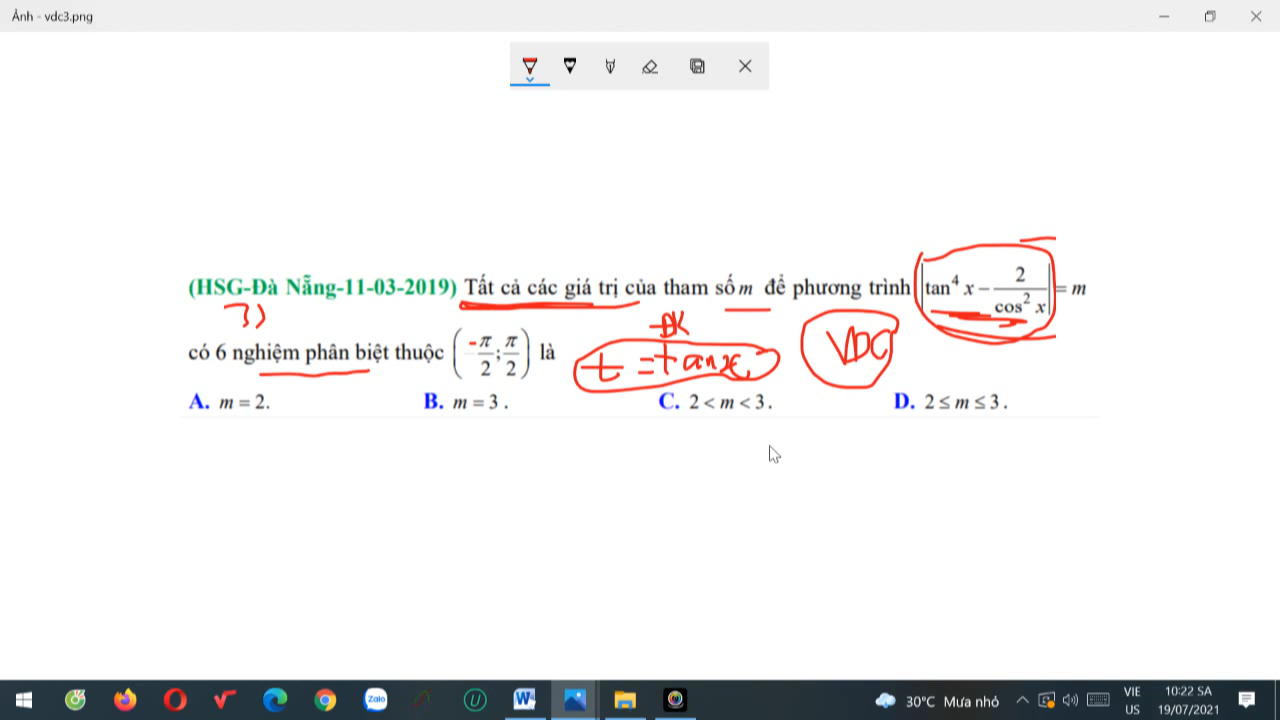 Ảnh - vdc3.png
(HSG-Đà Nẵng-11-03-2019) Tất cả các giá trị của tham số m để phương trình |tan⁴ x − 2/cos² x| = m
3)
ĐK
có 6 nghiệm phân biệt thuộc (-π/2; π/2) là t = tanx VDC
A. m = 2. B. m = 3 . C. 2 < m < 3. D. 2 ≤ m ≤ 3 .
Zalo U W 30°C Mưa nhỏ VIE 10:22 SA
US 19/07/2021